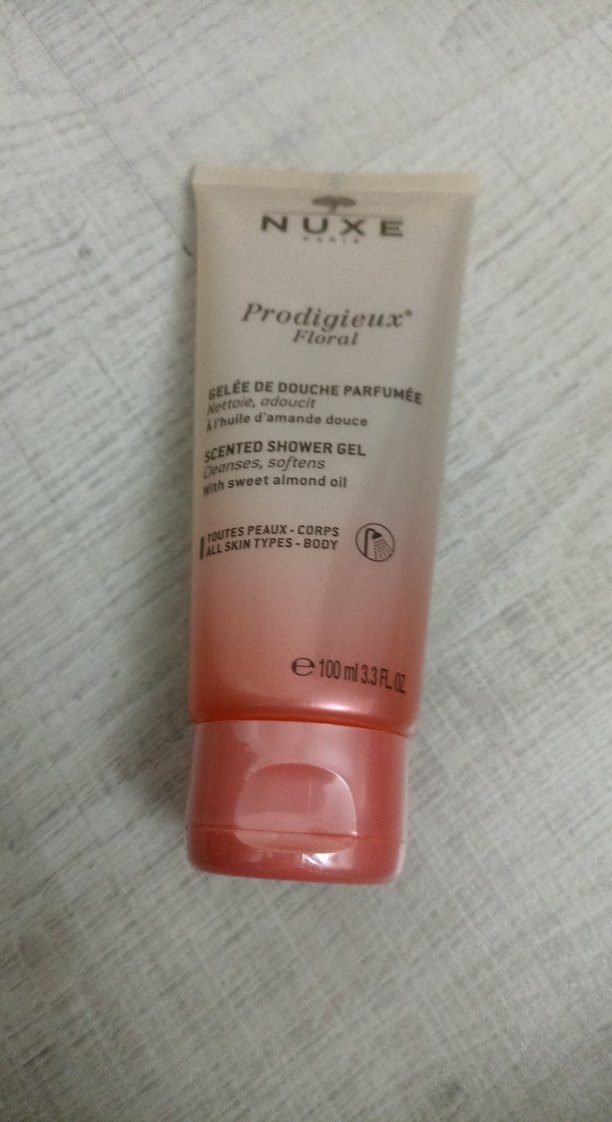 NUXE
PARIS
Prodigieux®
Floral
GELÉE DE DOUCHE PARFUMÉE
Nettoie, adoucit
À l'huile d'amande douce
SCENTED SHOWER GEL
Cleanses, softens
With sweet almond oil
TOUTES PEAUX - CORPS
ALL SKIN TYPES - BODY
℮ 100 ml 3.3 FL. OZ.